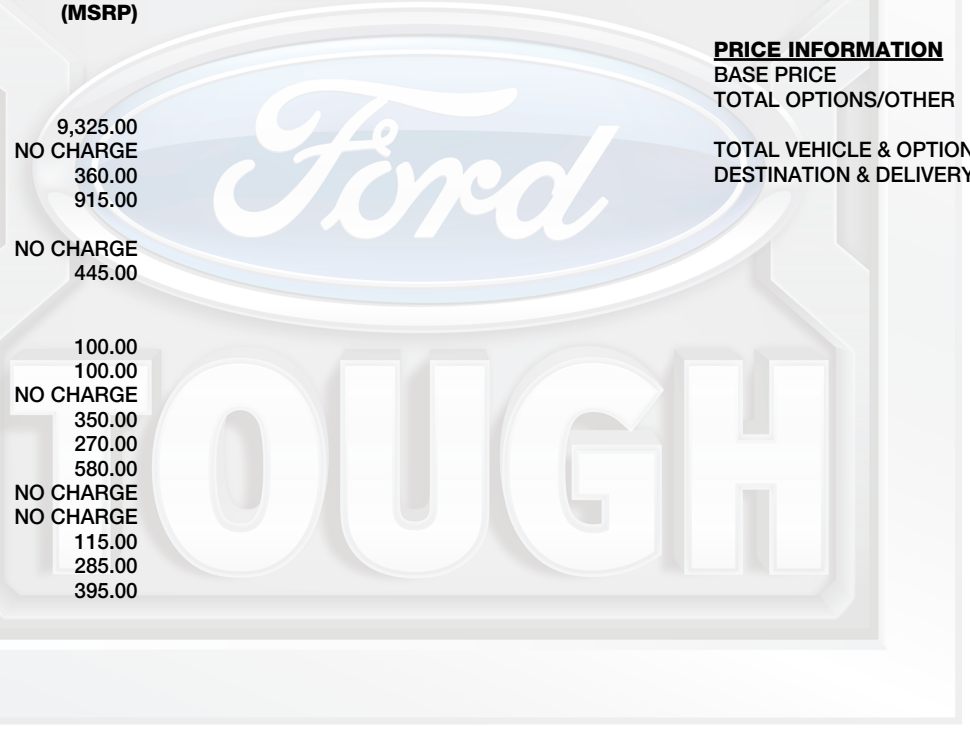 (MSRP)
9,325.00
NO CHARGE
360.00
915.00
NO CHARGE
445.00
100.00
100.00
NO CHARGE
350.00
270.00
580.00
NO CHARGE
NO CHARGE
115.00
285.00
395.00
PRICE INFORMATION
BASE PRICE
TOTAL OPTIONS/OTHER
TOTAL VEHICLE & OPTION
DESTINATION & DELIVERY
Ford
TOUGH